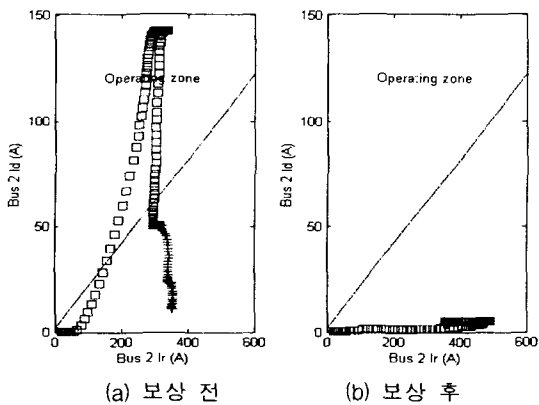 150
100
50
0
Bus 2 Id (A)
Operating zone
0
200
400
600
Bus 2 Ir (A)
(a) 보상 전
150
100
50
0
Bus 2 Id (A)
Operating zone
0
200
400
600
Bus 2 Ir (A)
(b) 보상 후